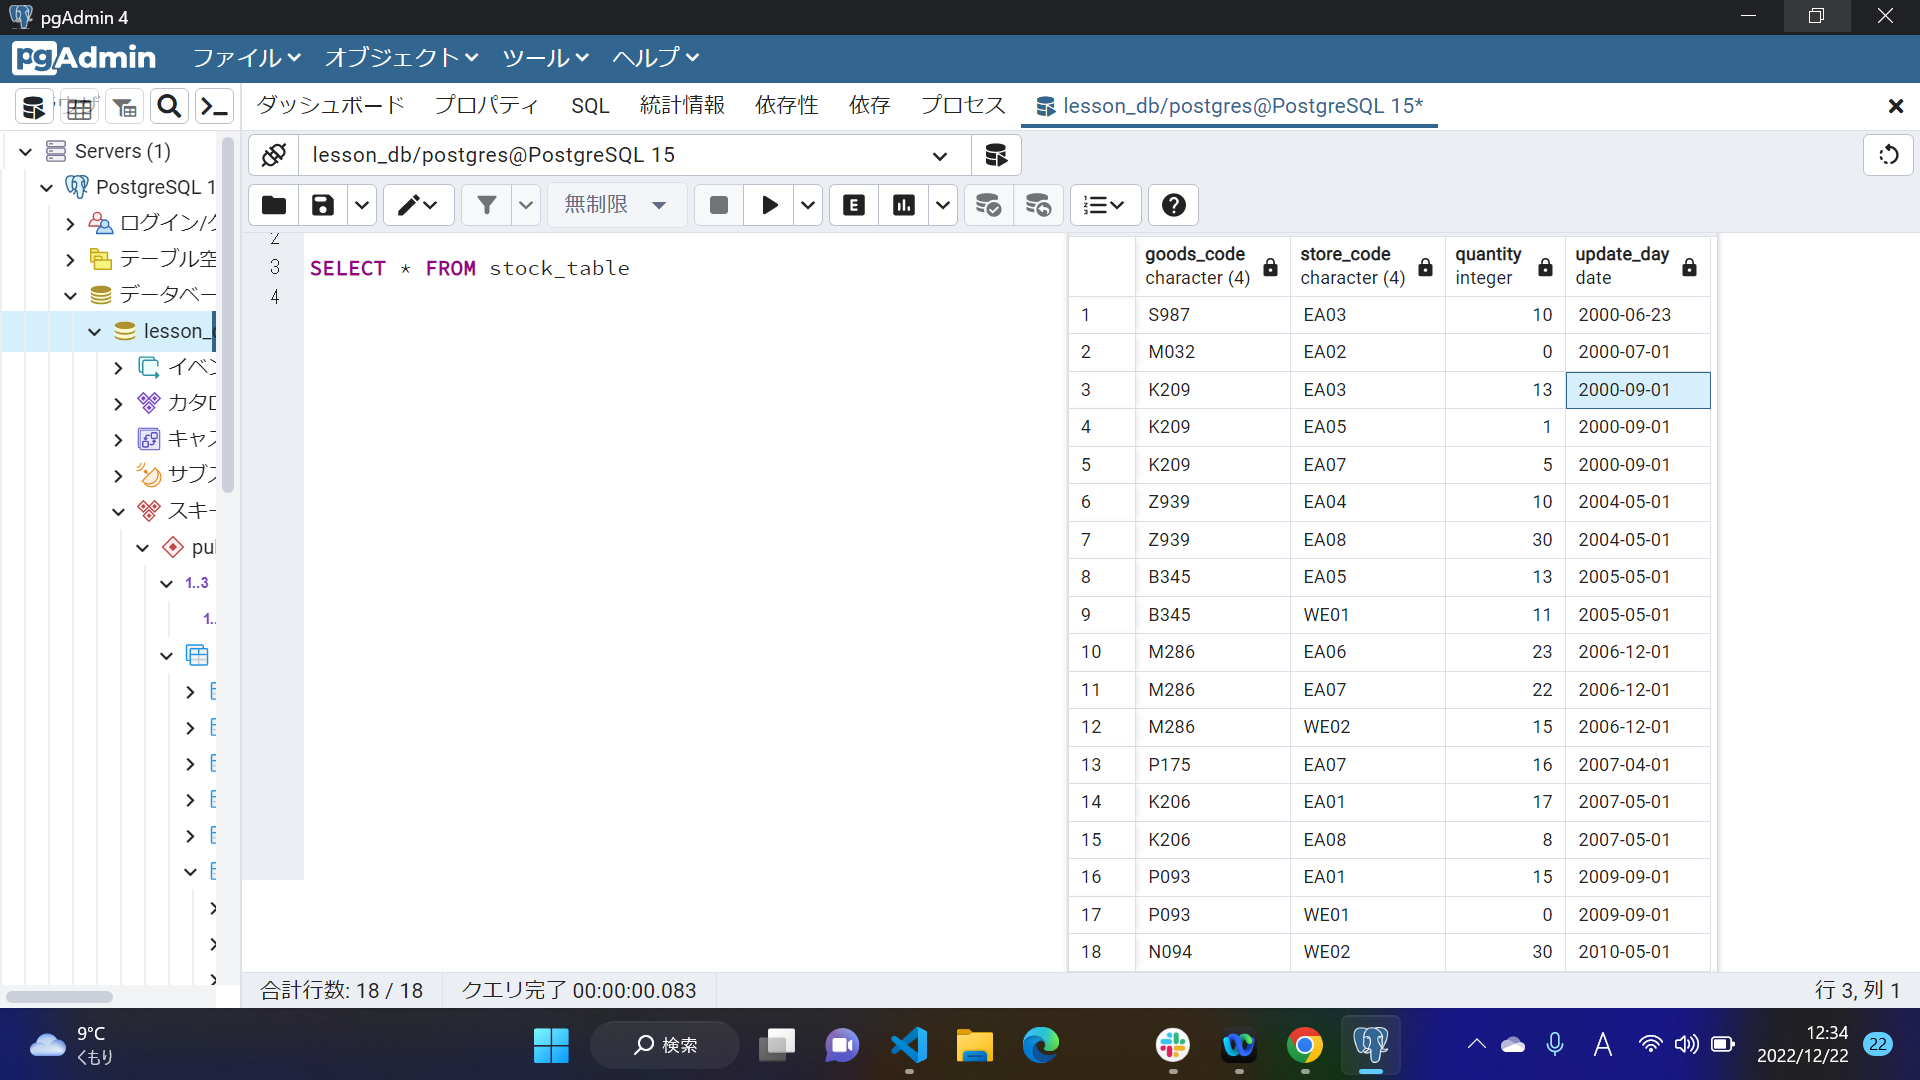 pgAdmin 4
pgAdmin ファイル オブジェクト ツール ヘルプ
ダッシュボード プロパティ SQL 統計情報 依存性 依存 プロセス lesson_db/postgres@PostgreSQL 15*
Servers (1)
PostgreSQL 1
ログイン/グ
テーブル空
データベー
lesson_d
イベン
カタロ
キャス
サブス
スキー
pul
1..3
1..
lesson_db/postgres@PostgreSQL 15
無制限
2
3 SELECT * FROM stock_table
4
goods_code character (4) store_code character (4) quantity integer update_day date
1 S987 EA03 10 2000-06-23
2 M032 EA02 0 2000-07-01
3 K209 EA03 13 2000-09-01
4 K209 EA05 1 2000-09-01
5 K209 EA07 5 2000-09-01
6 Z939 EA04 10 2004-05-01
7 Z939 EA08 30 2004-05-01
8 B345 EA05 13 2005-05-01
9 B345 WE01 11 2005-05-01
10 M286 EA06 23 2006-12-01
11 M286 EA07 22 2006-12-01
12 M286 WE02 15 2006-12-01
13 P175 EA07 16 2007-04-01
14 K206 EA01 17 2007-05-01
15 K206 EA08 8 2007-05-01
16 P093 EA01 15 2009-09-01
17 P093 WE01 0 2009-09-01
18 N094 WE02 30 2010-05-01
合計行数: 18 / 18 クエリ完了 00:00:00.083 行 3, 列 1
9°C
くもり
検索
A
12:34
2022/12/22
22